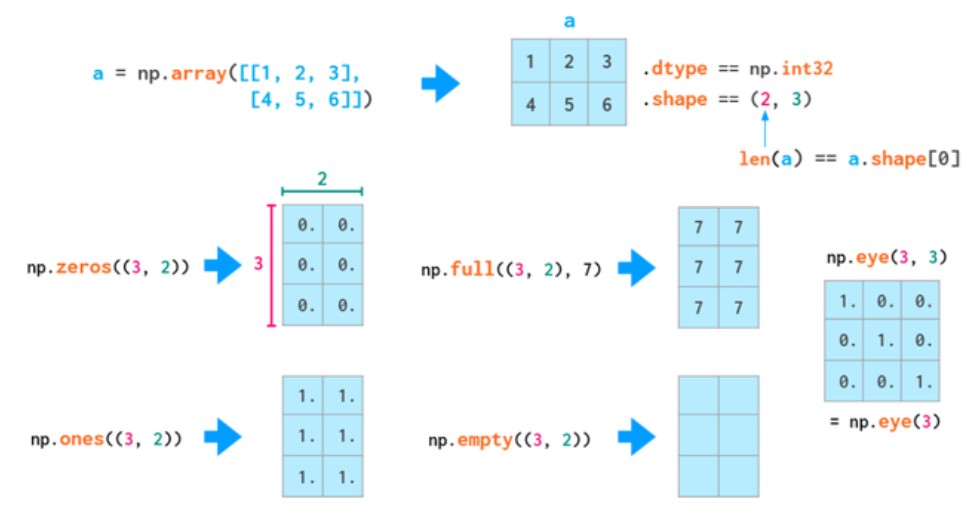 a
a = np.array([[1, 2, 3],
[4, 5, 6]])
1 2 3
4 5 6
.dtype == np.int32
.shape == (2, 3)
len(a) == a.shape[0]
np.zeros((3, 2))
2
3
0. 0.
0. 0.
0. 0.
np.full((3, 2), 7)
7 7
7 7
7 7
np.eye(3, 3)
1. 0. 0.
0. 1. 0.
0. 0. 1.
= np.eye(3)
np.ones((3, 2))
1. 1.
1. 1.
1. 1.
np.empty((3, 2))